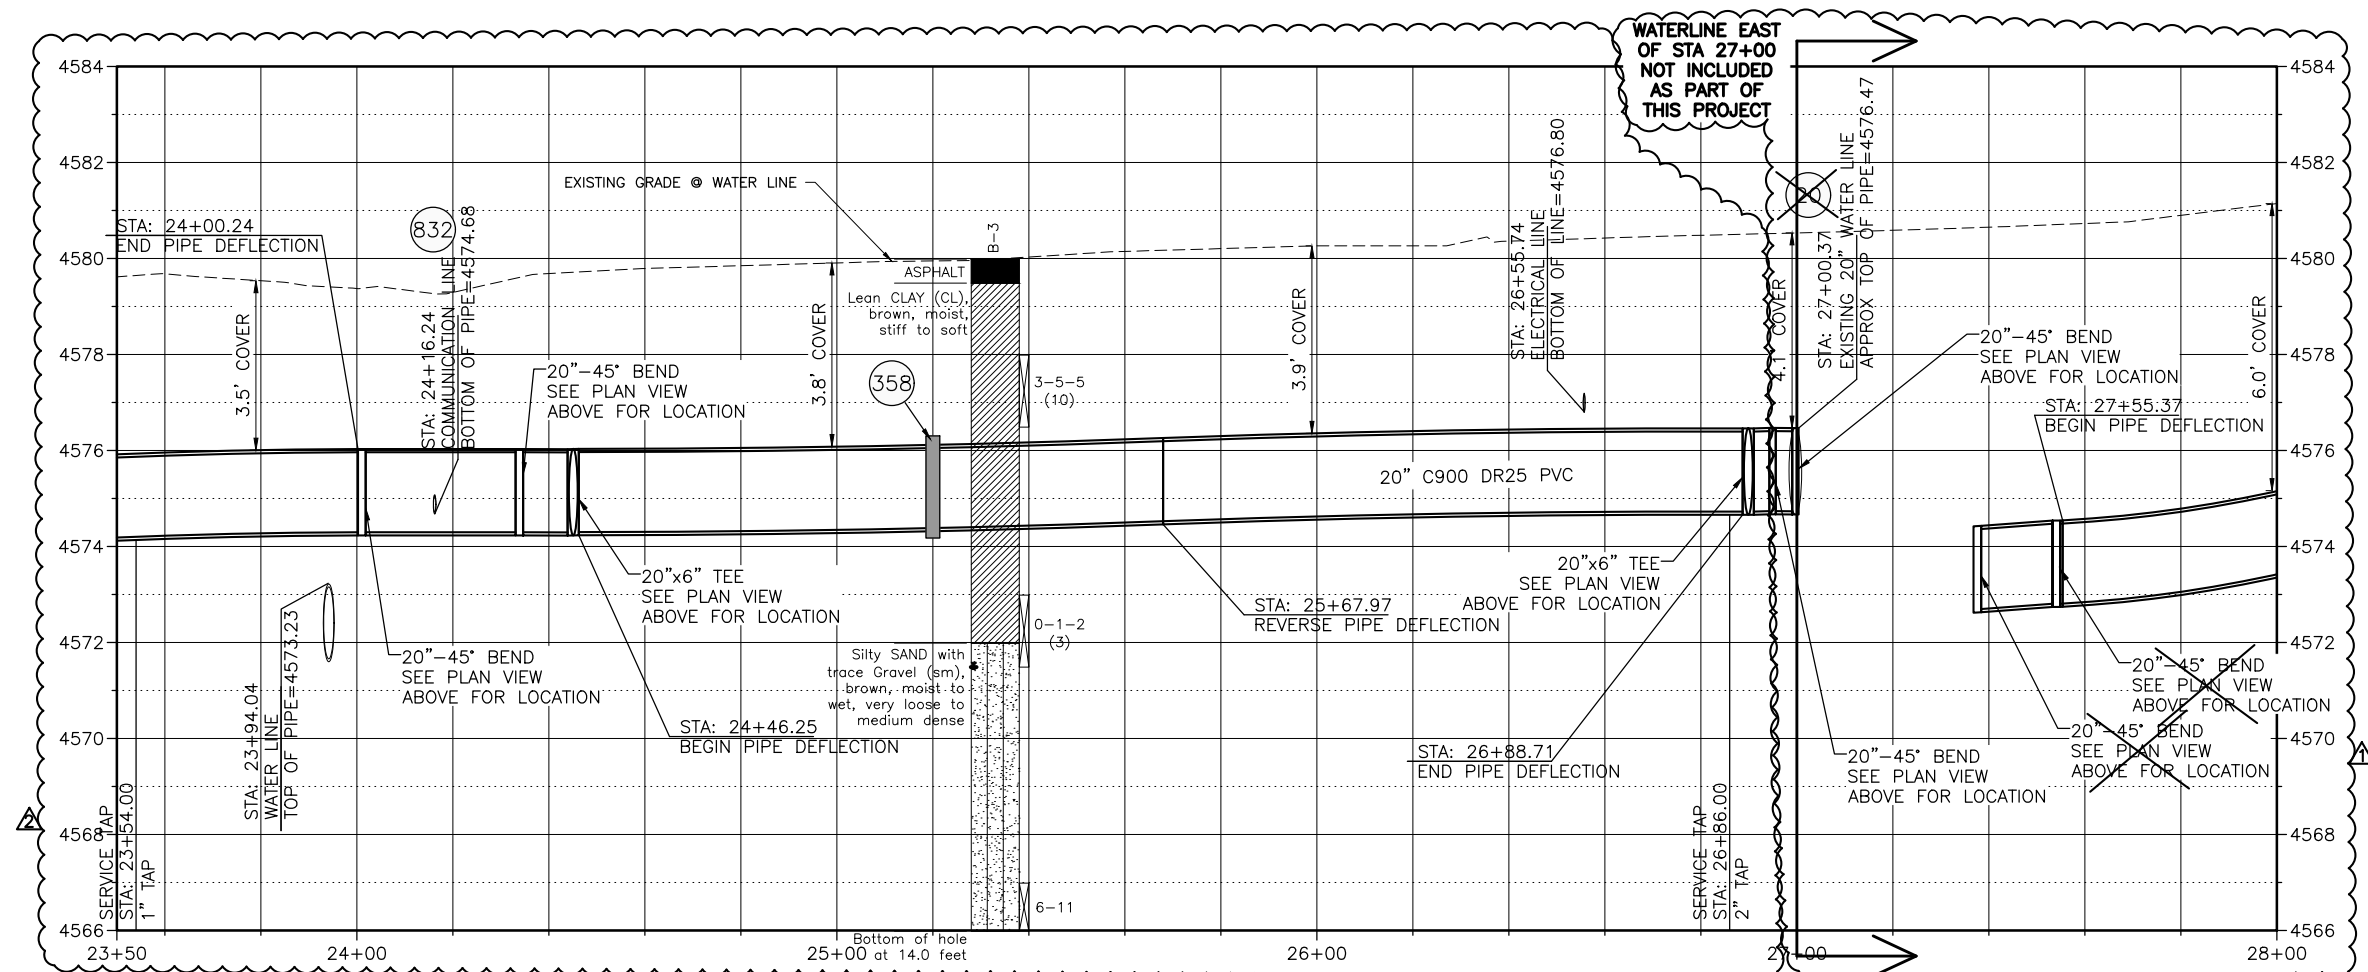 WATERLINE EAST
OF STA 27+00
NOT INCLUDED
AS PART OF
THIS PROJECT
4584
4582
4580
4578
4576
4574
4572
4570
4568
4566
4584
4582
4580
4578
4576
4574
4572
4570
4568
4566
STA: 24+00.24
END PIPE DEFLECTION
832
STA: 24+16.24
COMMUNICATION LINE
BOTTOM OF PIPE=4574.68
EXISTING GRADE @ WATER LINE
3.5' COVER
20"-45° BEND
SEE PLAN VIEW
ABOVE FOR LOCATION
3.8' COVER
358
B-3
ASPHALT
Lean CLAY (CL),
brown, moist,
stiff to soft
3-5-5
(10)
3.9' COVER
STA: 26+55.74
ELECTRICAL LINE
BOTTOM OF LINE=4576.80
4.1' COVER
STA: 27+00.37
EXISTING 20" WATER LINE
APPROX TOP OF PIPE=4576.47
20"-45° BEND
SEE PLAN VIEW
ABOVE FOR LOCATION
STA: 27+55.37
BEGIN PIPE DEFLECTION
6.0' COVER
20" C900 DR25 PVC
STA: 23+94.04
WATER LINE
TOP OF PIPE=4573.23
20"-45° BEND
SEE PLAN VIEW
ABOVE FOR LOCATION
20"x6" TEE
SEE PLAN VIEW
ABOVE FOR LOCATION
STA: 24+46.25
BEGIN PIPE DEFLECTION
0-1-2
(3)
Silty SAND with
trace Gravel (sm),
brown, moist to
wet, very loose to
medium dense
6-11
Bottom of hole
at 14.0 feet
STA: 25+67.97
REVERSE PIPE DEFLECTION
20"x6" TEE
SEE PLAN VIEW
ABOVE FOR LOCATION
STA: 26+88.71
END PIPE DEFLECTION
20"-45° BEND
SEE PLAN VIEW
ABOVE FOR LOCATION
20"-45° BEND
SEE PLAN VIEW
ABOVE FOR LOCATION
20"-45° BEND
SEE PLAN VIEW
ABOVE FOR LOCATION
SERVICE TAP
STA: 23+54.00
1" TAP
SERVICE TAP
STA: 26+86.00
2" TAP
2
1
23+50
24+00
25+00
26+00
27+00
28+00